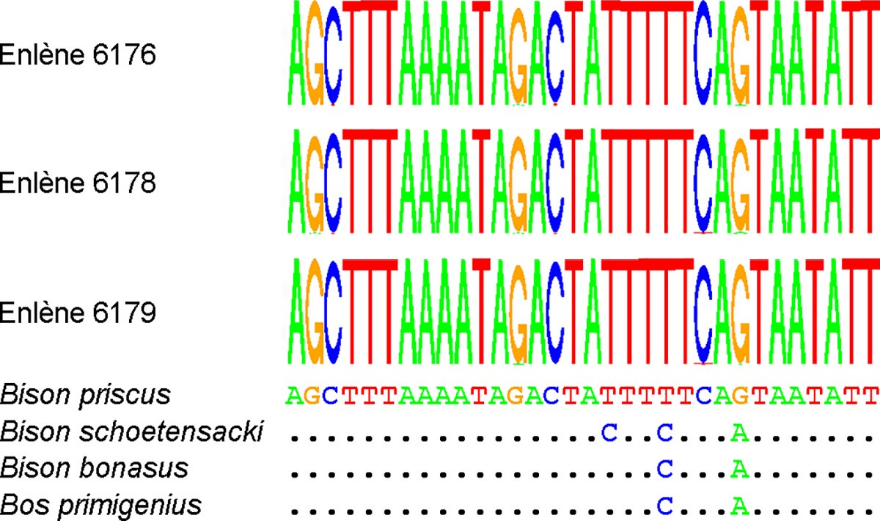 Enlène 6176 AGCTTTAAAATAGACTATTTTTCAGTAATATT
Enlène 6178 AGCTTTAAAATAGACTATTTTTCAGTAATATT
Enlène 6179 AGCTTTAAAATAGACTATTTTTCAGTAATATT
Bison priscus AGCTTTAAAATAGACTATTTTTCAGTAATATT
Bison schoetensacki .................C..C...A.......
Bison bonasus ....................C...A.......
Bos primigenius ....................C...A.......